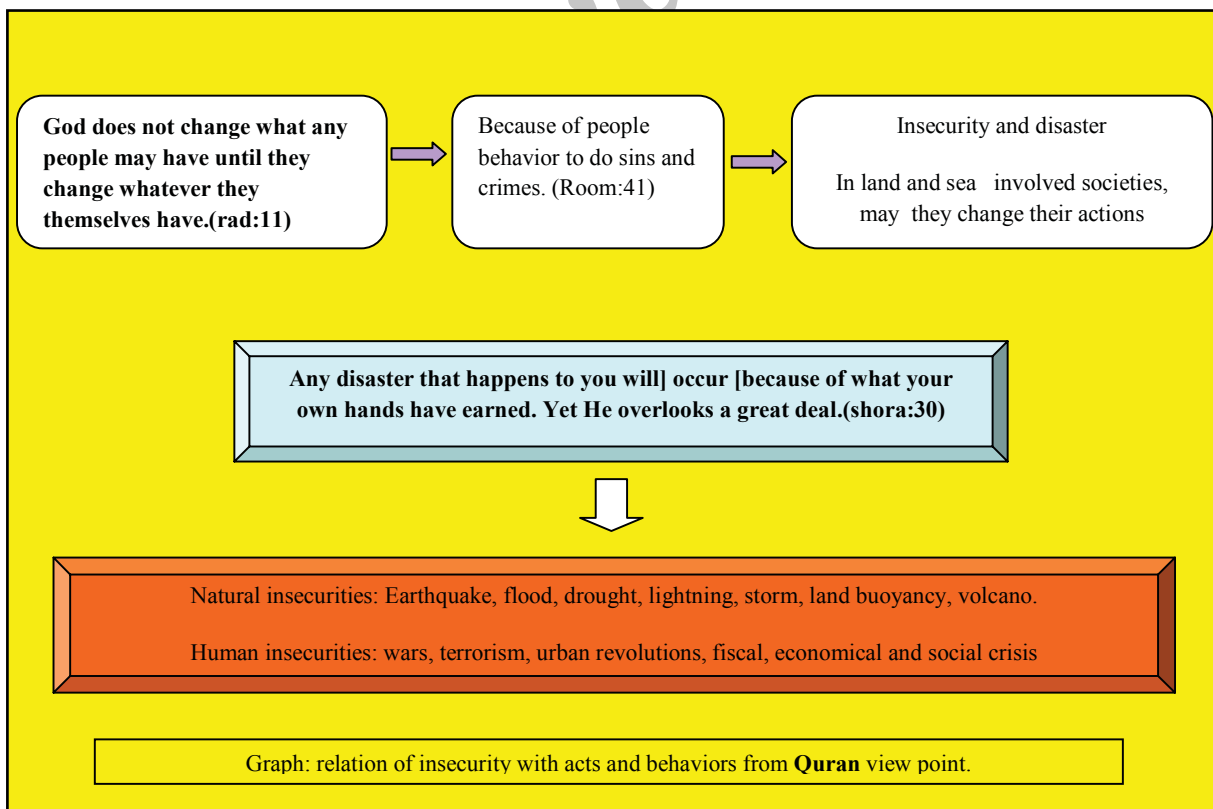 God does not change what any
people may have until they
change whatever they
themselves have.(rad:11)
Because of people
behavior to do sins and
crimes. (Room:41)
Insecurity and disaster
In land and sea involved societies,
may they change their actions
Any disaster that happens to you will] occur [because of what your
own hands have earned. Yet He overlooks a great deal.(shora:30)
Natural insecurities: Earthquake, flood, drought, lightning, storm, land buoyancy, volcano.
Human insecurities: wars, terrorism, urban revolutions, fiscal, economical and social crisis
Graph: relation of insecurity with acts and behaviors from Quran view point.